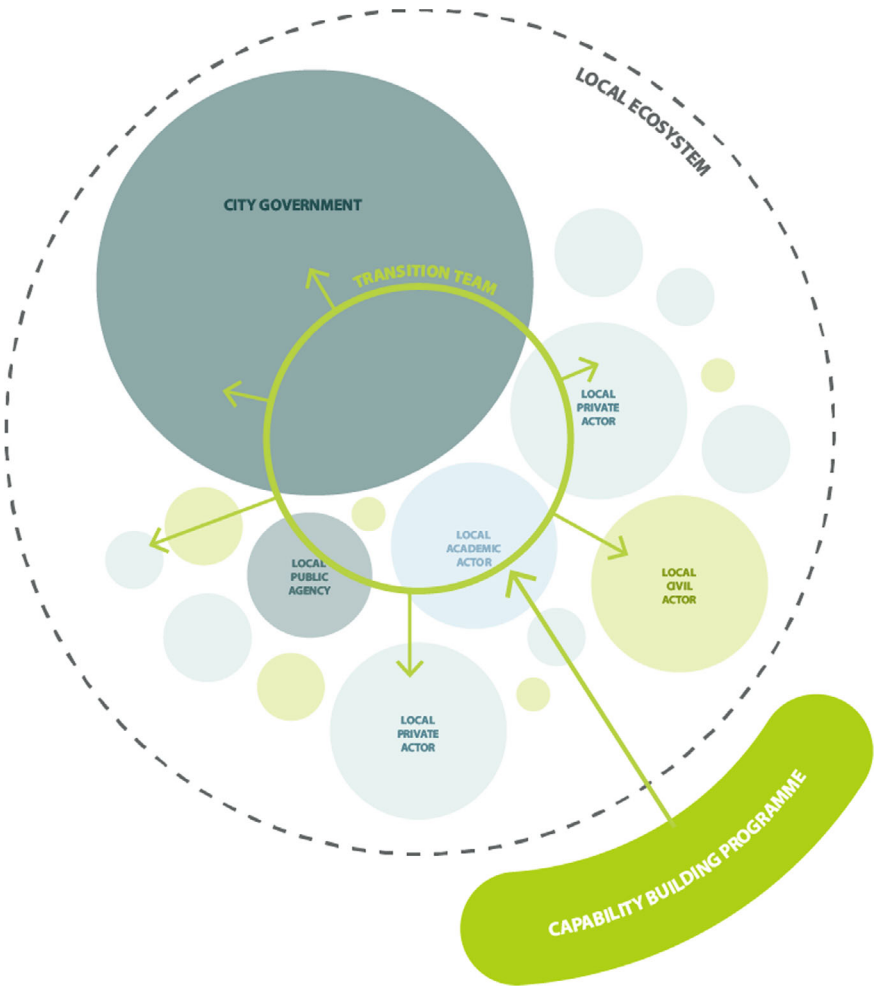 LOCAL ECOSYSTEM
CITY GOVERNMENT
TRANSITION TEAM
LOCAL
PRIVATE
ACTOR
LOCAL
ACADEMIC
ACTOR
LOCAL
PUBLIC
AGENCY
LOCAL
CIVIL
ACTOR
LOCAL
PRIVATE
ACTOR
CAPABILITY BUILDING PROGRAMME